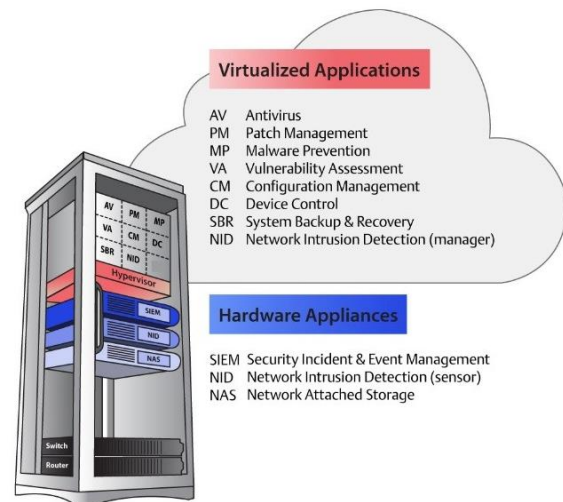 Virtualized Applications
AV Antivirus
PM Patch Management
MP Malware Prevention
VA Vulnerability Assessment
CM Configuration Management
DC Device Control
SBR System Backup & Recovery
NID Network Intrusion Detection (manager)
AV PM MP
VA CM DC
SBR NID
Hypervisor
SIEM
NID
NAS
Hardware Appliances
SIEM Security Incident & Event Management
NID Network Intrusion Detection (sensor)
NAS Network Attached Storage
Switch
Router